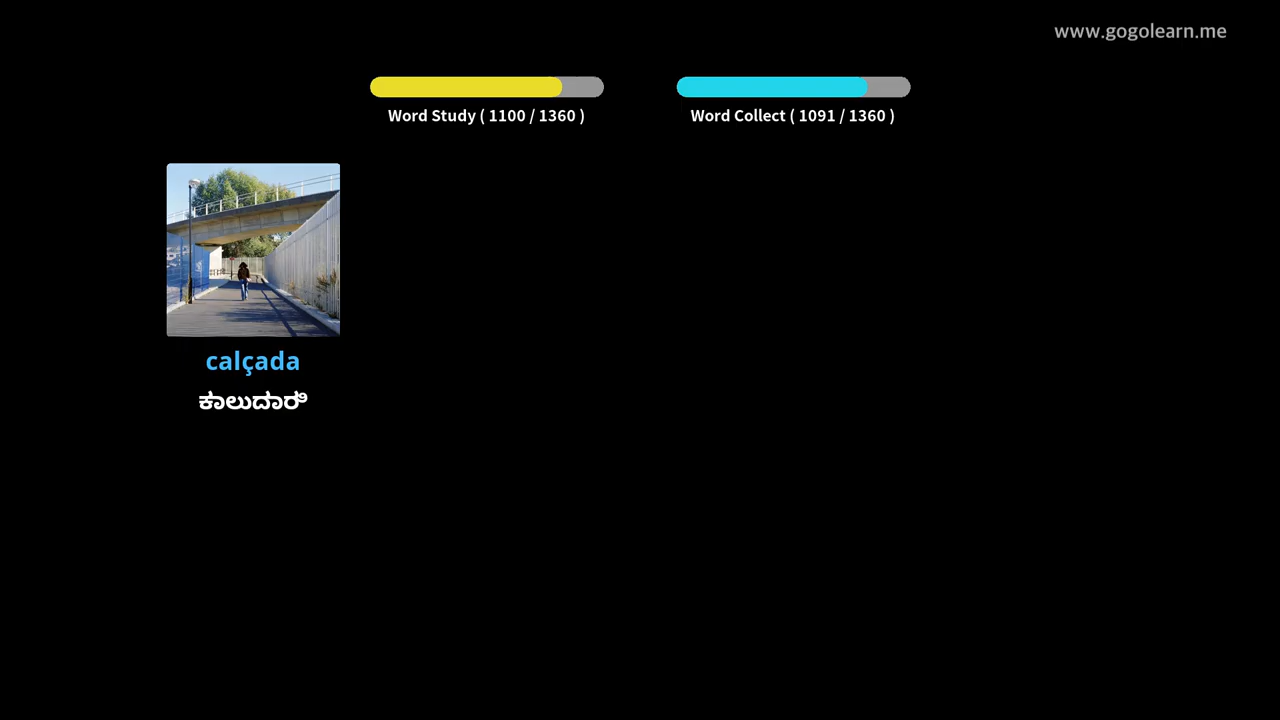 www.gogolearn.me
Word Study ( 1100 / 1360 )
Word Collect ( 1091 / 1360 )
calçada
ಕಾಲುದಾರಿ